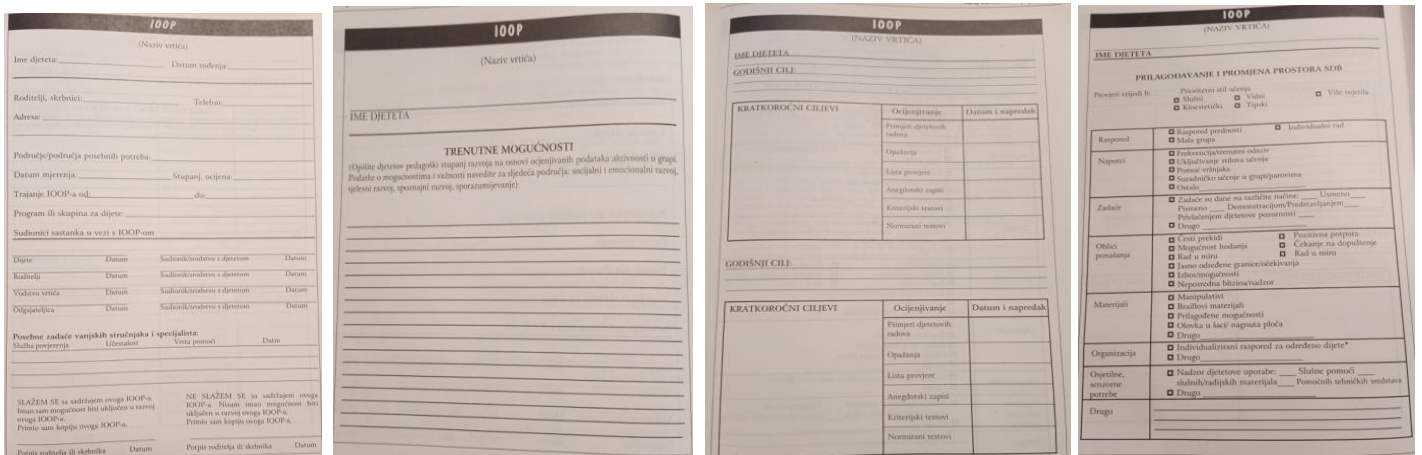 IOOP
(Naziv vrtića)
Ime djeteta: Datum rođenja:
Roditelji, skrbnici: Telefon:
Adresa:
Područje/područja posebnih potreba:
Datum mjerenja: Stupanj, ocijena:
Trajanje IOOP-a od: do:
Program ili skupina za dijete:
Sudionici sastanka u vezi s IOOP-om
Dijete Datum Sudionik/srodstvo s djetetom Datum
Roditelji Datum Sudionik/srodstvo s djetetom Datum
Vodstvo vrtića Datum Sudionik/srodstvo s djetetom Datum
Odgajateljica Datum Sudionik/srodstvo s djetetom Datum
Posebne zadaće vanjskih stručnjaka i specijalista:
Služba povjerenja Učestalost Vrsta pomoći Datm
SLAŽEM SE sa sadržajem ovoga IOOP-a.
Imao sam mogućnost biti uključen u razvoj
ovoga IOOP-a.
Primio sam kopiju ovoga IOOP-a.
NE SLAŽEM SE sa sadržajem ovoga
IOOP-a. Nisam imao mogućnost biti
uključen u razvoj ovoga IOOP-a.
Primio sam kopiju ovoga IOOP-a.
Potpis roditelja ili skrbnika Datum Potpis roditelja ili skrbnika Datum
IOOP
(Naziv vrtića)
IME DJETETA
TRENUTNE MOGUĆNOSTI
(Opišite djetetov pedagoški stupanj razvoja na osnovi ocjenjivanih podataka aktivnosti u grupi.
Podatke o mogućnostima i važnosti navedite za sljedeća područja: socijalni i emocionalni razvoj,
tjelesni razvoj, spoznajni razvoj, sporazumijevanje)
IOOP
(NAZIV VRTIĆA)
IME DJETETA
GODIŠNJI CILJ:
KRATKOROČNI CILJEVI Ocijenjivanje Datum i napredak
Primjeri djetetovih
radova
Opažanja
Lista provjere
Anegdotski zapisi
Kriterijski testovi
Normirani testovi
GODIŠNJI CILJ:
KRATKOROČNI CILJEVI Ocijenjivanje Datum i napredak
Primjeri djetetovih
radova
Opažanja
Lista provjere
Anegdotski zapisi
Kriterijski testovi
Normirani testovi
IOOP
(NAZIV VRTIĆA)
IME DJETETA
PRILAGOĐAVANJE I PROMJENA PROSTORA SDB
Provjeri vrijedi li: Prioritetni stil učenja
Slušni Vidni Više osjetila
Kinestetički Tipski
Raspored Raspored prednosti Individualni rad
Mala grupa
Naputci Frekvencija/trenutni odaziv
Uključivanje stilova učenja
Pomoć vršnjaka
Suradničko učenje u grupi/parovima
Ostalo
Zadaće Zadaće su dane na različite načine: Usmeno
Pismeno Demonstracijom/Predstavljanjem
Privlačenjem djetetove pozornosti
Drugo
Oblici ponašanja Česti prekidi Pozitivna potpora
Mogućnost hodanja Čekanje na dopuštenje
Rad u miru Rad u miru
Jasno određene granice/očekivanja
Izbor/mogućnosti
Neposredna blizina/nadzor
Materijali Manipulativi
Braillovi materijali
Prilagođene mogućnosti
Olovka u šaci/ nagnuta ploča
Drugo
Organizacija Individualizirani raspored za određeno dijete*
Drugo
Osjetilne, senzorne potrebe Nadzor djetetove uporabe: Slušne pomoći
slušnih/radijskih materijala Pomoćnih tehničkih sredstava
Drugo
Drugo